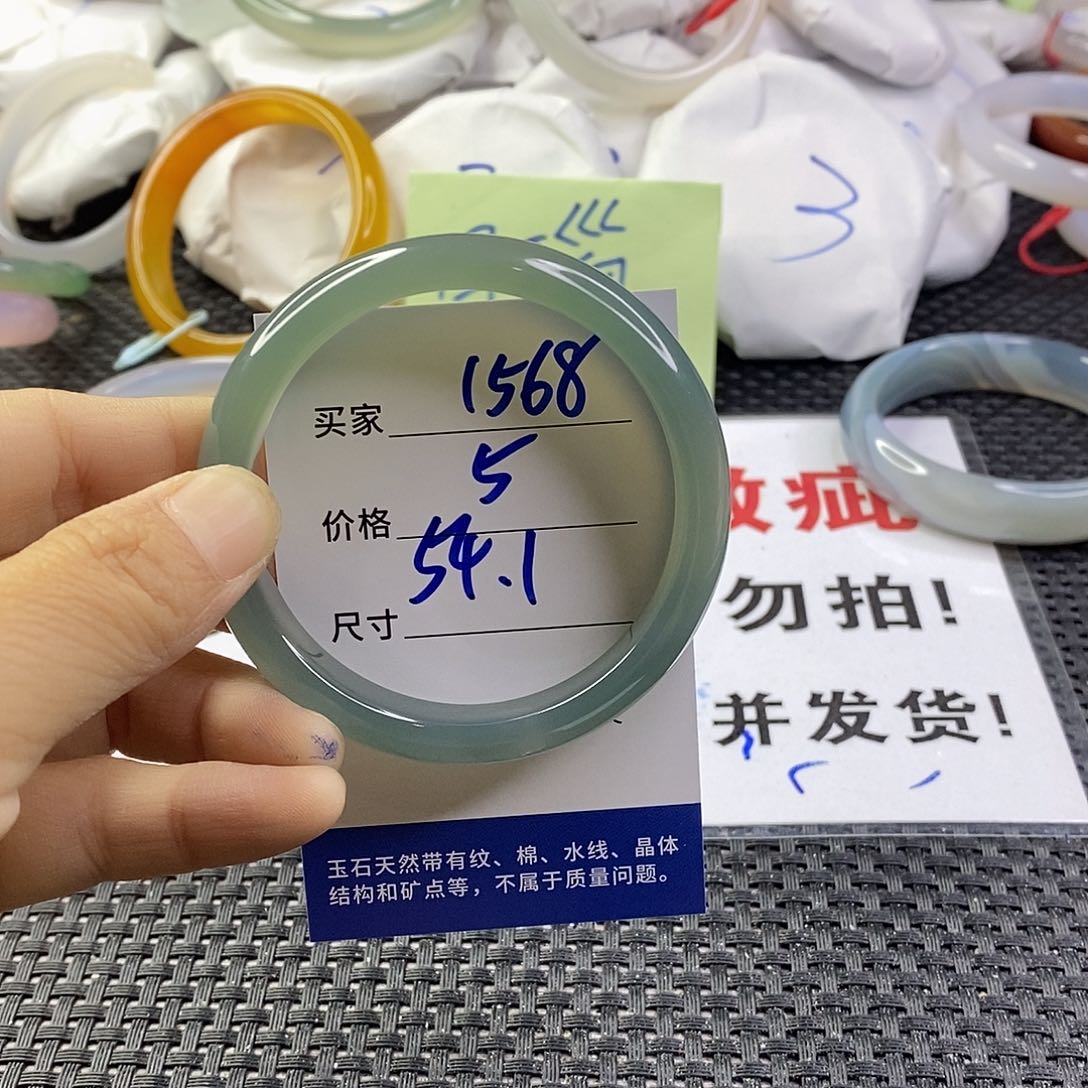 3
买家 1568
价格 5
尺寸 54.1
疵
勿拍!
并发货!
玉石天然带有纹、棉、水线、晶体
结构和矿点等，不属于质量问题。